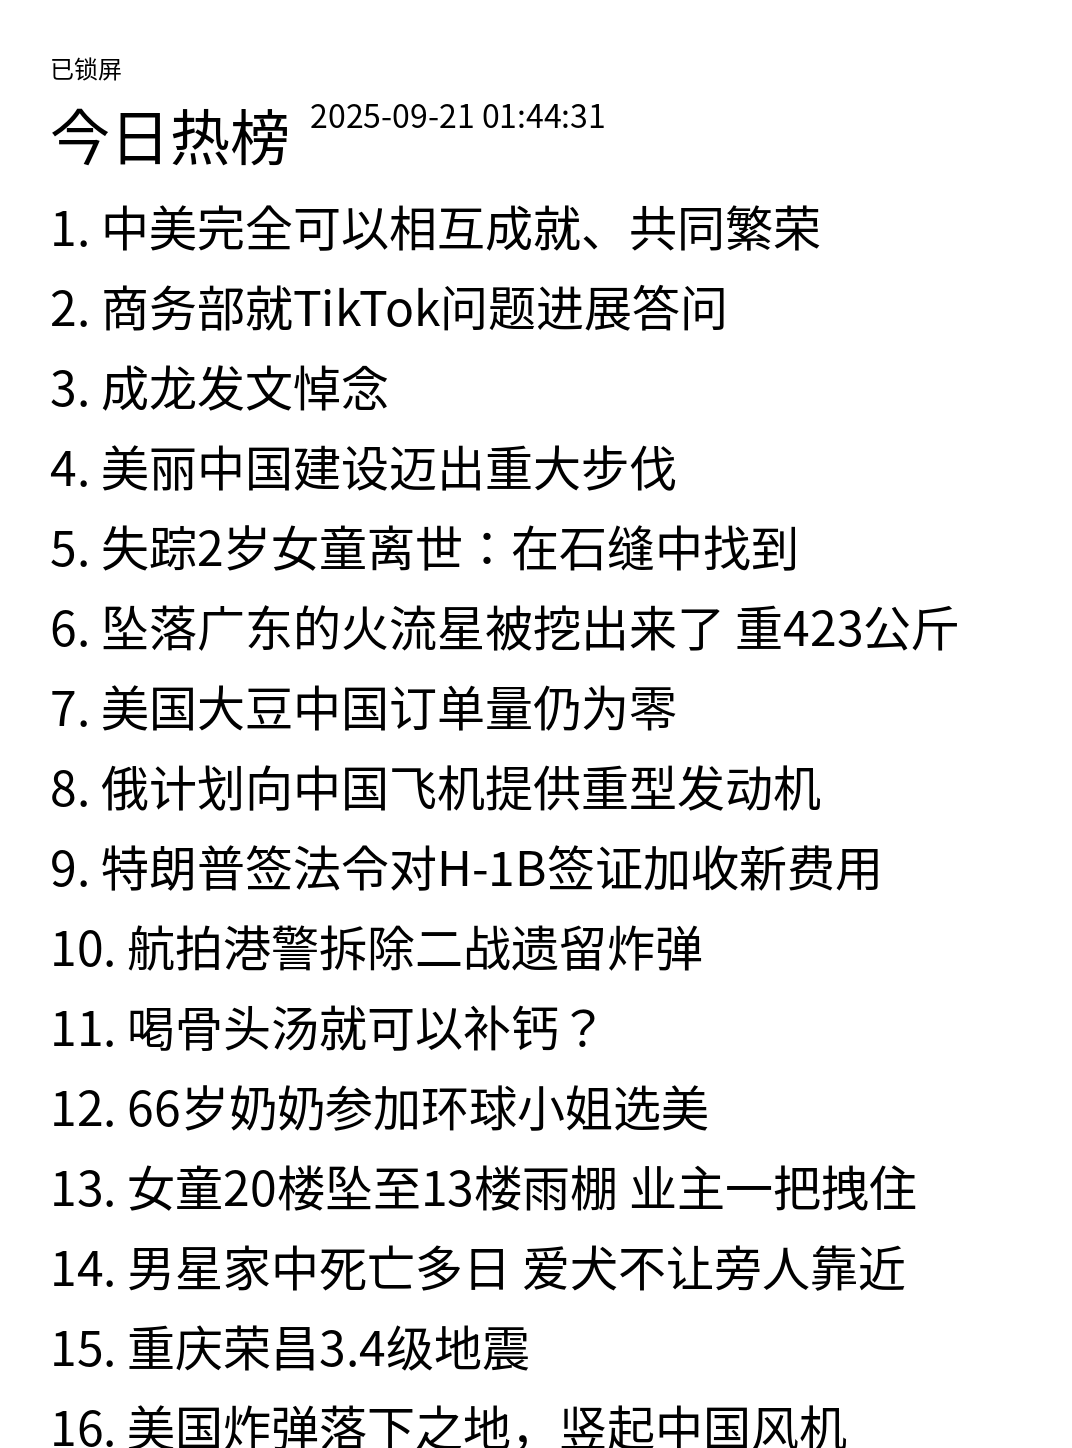 已锁屏
今日热榜 2025-09-21 01:44:31
1. 中美完全可以相互成就、共同繁荣
2. 商务部就TikTok问题进展答问
3. 成龙发文悼念
4. 美丽中国建设迈出重大步伐
5. 失踪2岁女童离世：在石缝中找到
6. 坠落广东的火流星被挖出来了 重423公斤
7. 美国大豆中国订单量仍为零
8. 俄计划向中国飞机提供重型发动机
9. 特朗普签法令对H-1B签证加收新费用
10. 航拍港警拆除二战遗留炸弹
11. 喝骨头汤就可以补钙？
12. 66岁奶奶参加环球小姐选美
13. 女童20楼坠至13楼雨棚 业主一把拽住
14. 男星家中死亡多日 爱犬不让旁人靠近
15. 重庆荣昌3.4级地震
16. 美国炸弹落下之地，竖起中国风机